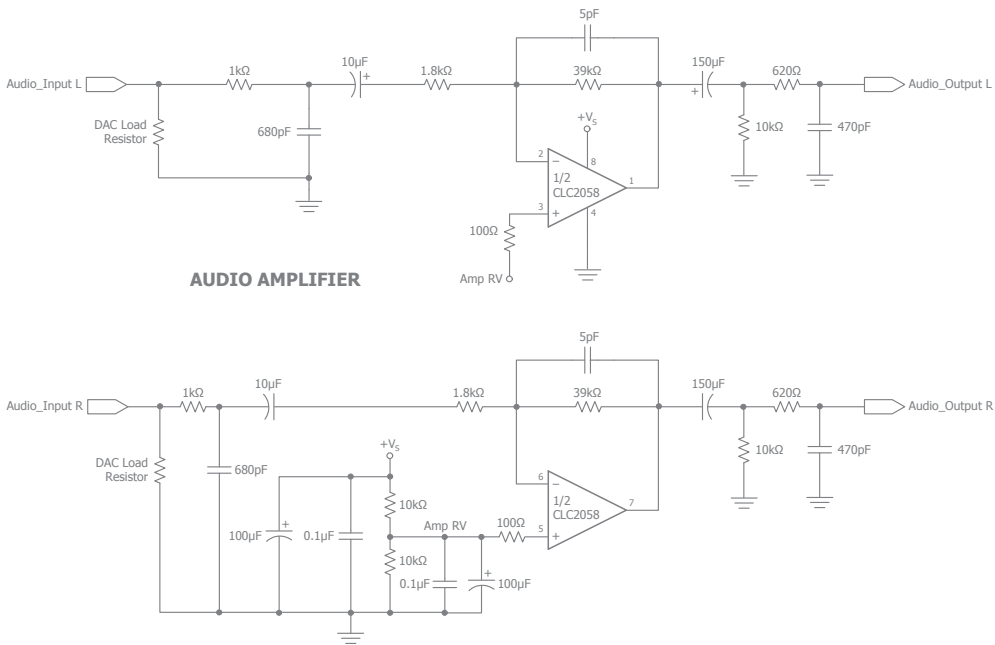 5pF
1kΩ
10µF
+
1.8kΩ
39kΩ
150µF
+
620Ω
Audio_Input L
Audio_Output L
DAC Load
Resistor
680pF
+VS
10kΩ
470pF
2
−
8
1/2
CLC2058
1
3
+
4
100Ω
Amp RV
AUDIO AMPLIFIER
5pF
1kΩ
10µF
1.8kΩ
39kΩ
150µF
620Ω
Audio_Input R
Audio_Output R
DAC Load
Resistor
680pF
+VS
10kΩ
10kΩ
470pF
6
−
1/2
CLC2058
7
5
+
100µF
+
0.1µF
Amp RV
100Ω
10kΩ
0.1µF
+
100µF